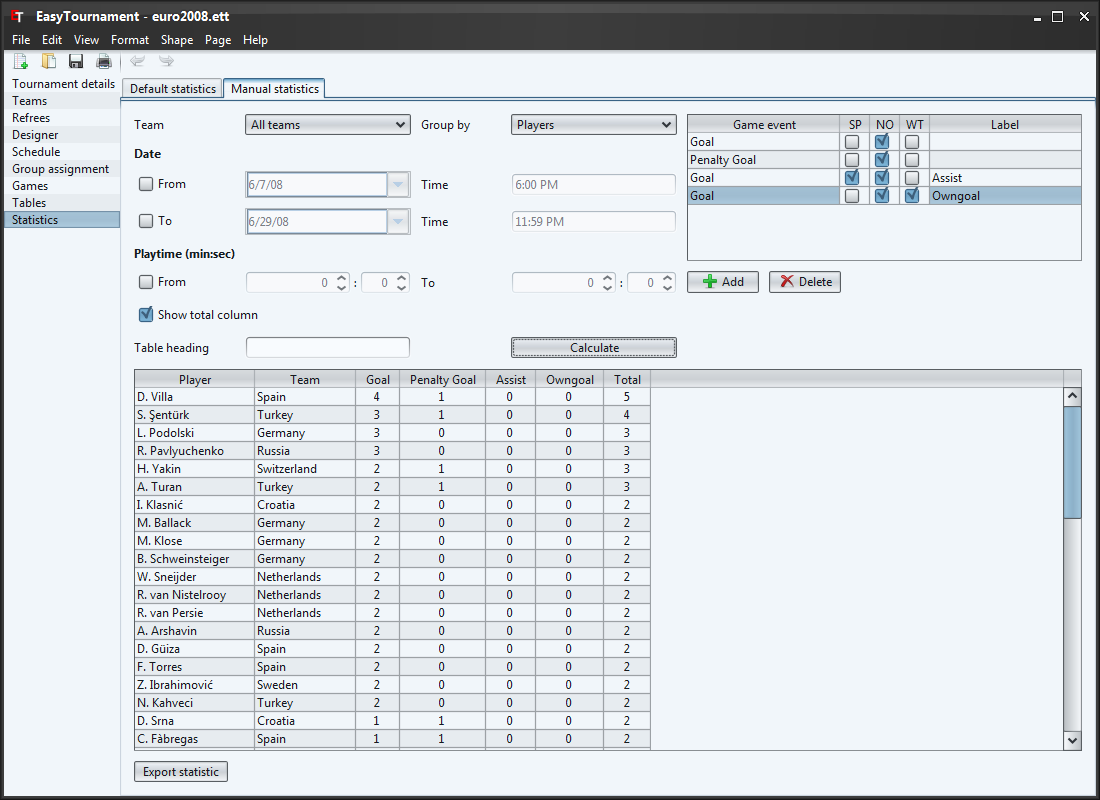 ET EasyTournament - euro2008.ett
File Edit View Format Shape Page Help
Tournament details
Teams
Refrees
Designer
Schedule
Group assignment
Games
Tables
Statistics
Default statistics Manual statistics
Team All teams Group by Players
Date
From 6/7/08 Time 6:00 PM
To 6/29/08 Time 11:59 PM
Playtime (min:sec)
From 0 : 0 To 0 : 0
Show total column
Table heading Calculate
Game event SP NO WT Label
Goal
Penalty Goal
Goal Assist
Goal Owngoal
Add Delete
Player Team Goal Penalty Goal Assist Owngoal Total
D. Villa Spain 4 1 0 0 5
S. Şentürk Turkey 3 1 0 0 4
L. Podolski Germany 3 0 0 0 3
R. Pavlyuchenko Russia 3 0 0 0 3
H. Yakin Switzerland 2 1 0 0 3
A. Turan Turkey 2 1 0 0 3
I. Klasnić Croatia 2 0 0 0 2
M. Ballack Germany 2 0 0 0 2
M. Klose Germany 2 0 0 0 2
B. Schweinsteiger Germany 2 0 0 0 2
W. Sneijder Netherlands 2 0 0 0 2
R. van Nistelrooy Netherlands 2 0 0 0 2
R. van Persie Netherlands 2 0 0 0 2
A. Arshavin Russia 2 0 0 0 2
D. Güiza Spain 2 0 0 0 2
F. Torres Spain 2 0 0 0 2
Z. Ibrahimović Sweden 2 0 0 0 2
N. Kahveci Turkey 2 0 0 0 2
D. Srna Croatia 1 1 0 0 2
C. Fàbregas Spain 1 1 0 0 2
Export statistic